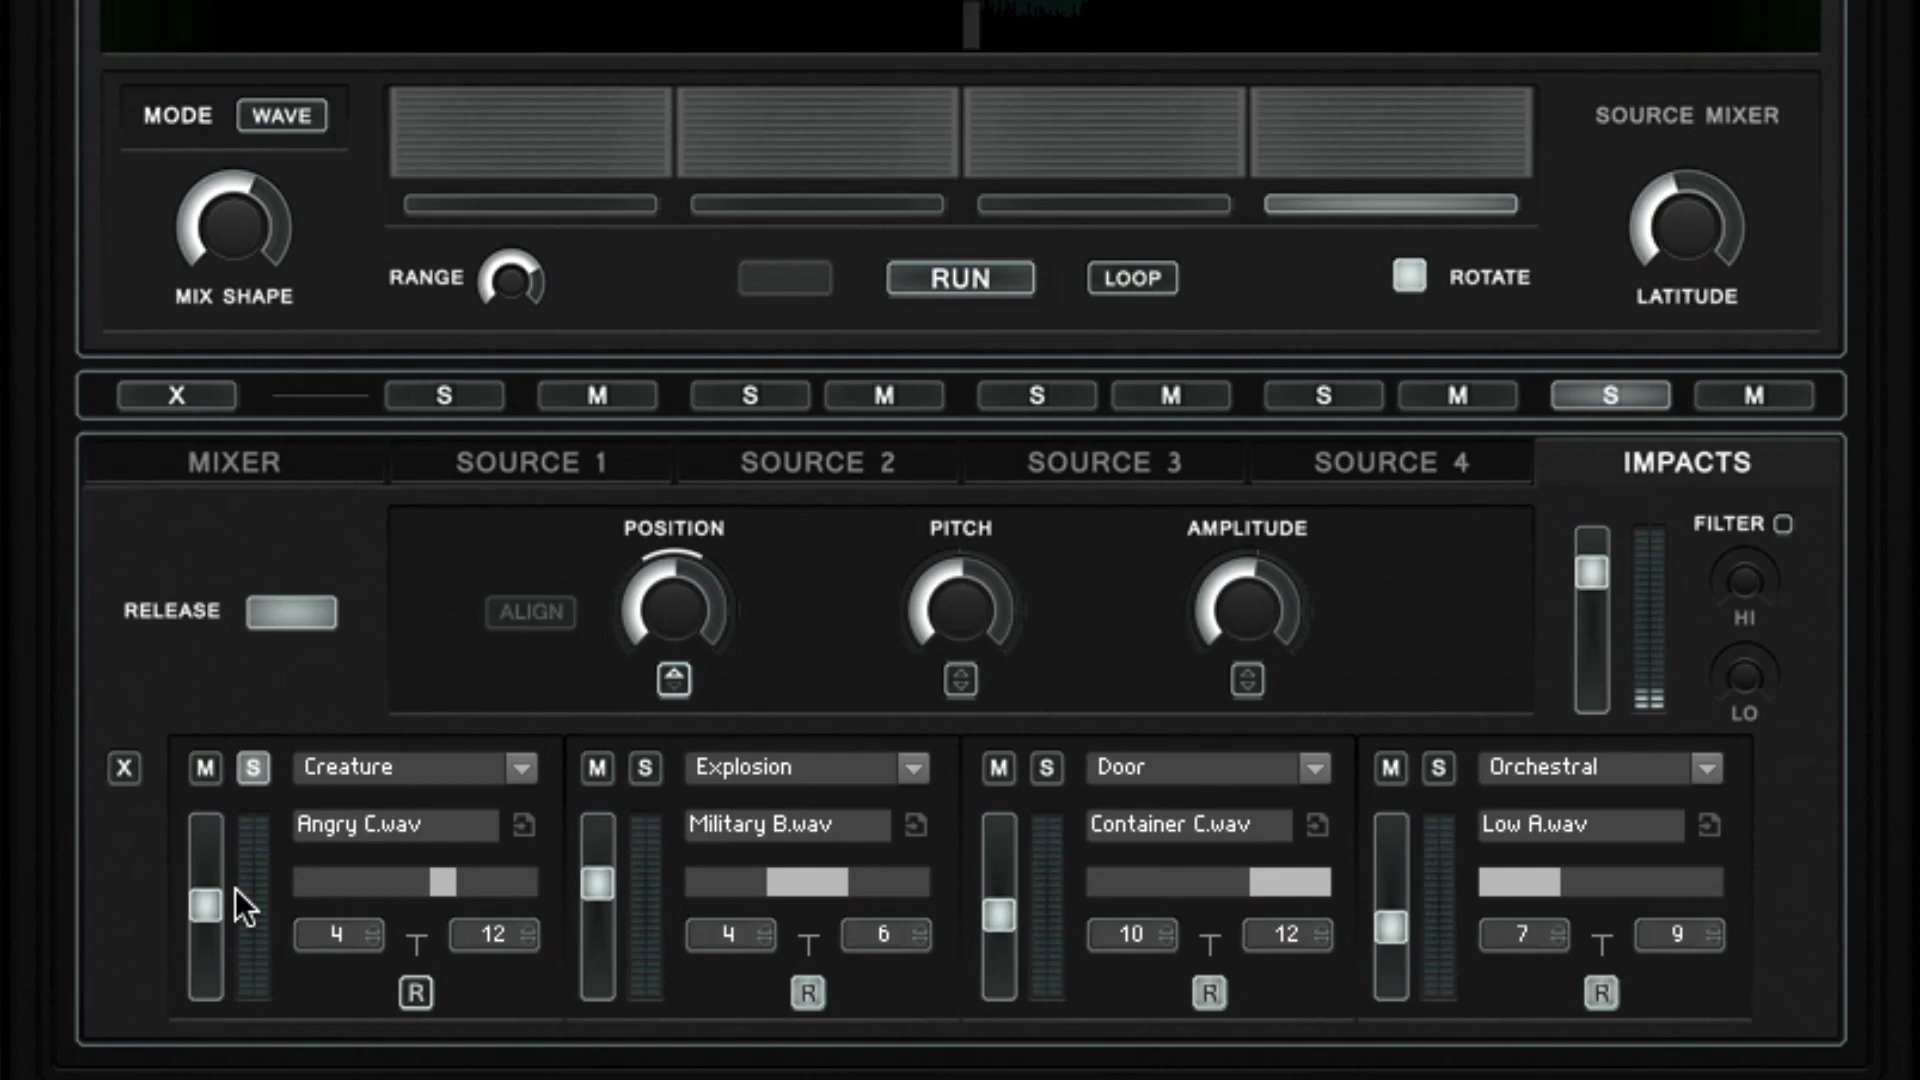 MODE WAVE SOURCE MIXER
MIX SHAPE RANGE RUN LOOP ROTATE LATITUDE
X S M S M S M S M S M
MIXER SOURCE 1 SOURCE 2 SOURCE 3 SOURCE 4 IMPACTS
POSITION PITCH AMPLITUDE FILTER
RELEASE ALIGN HI
LO
X M S Creature M S Explosion M S Door M S Orchestral
Angry C.wav Military B.wav Container C.wav Low A.wav
4 12 4 6 10 12 7 9
R R R R